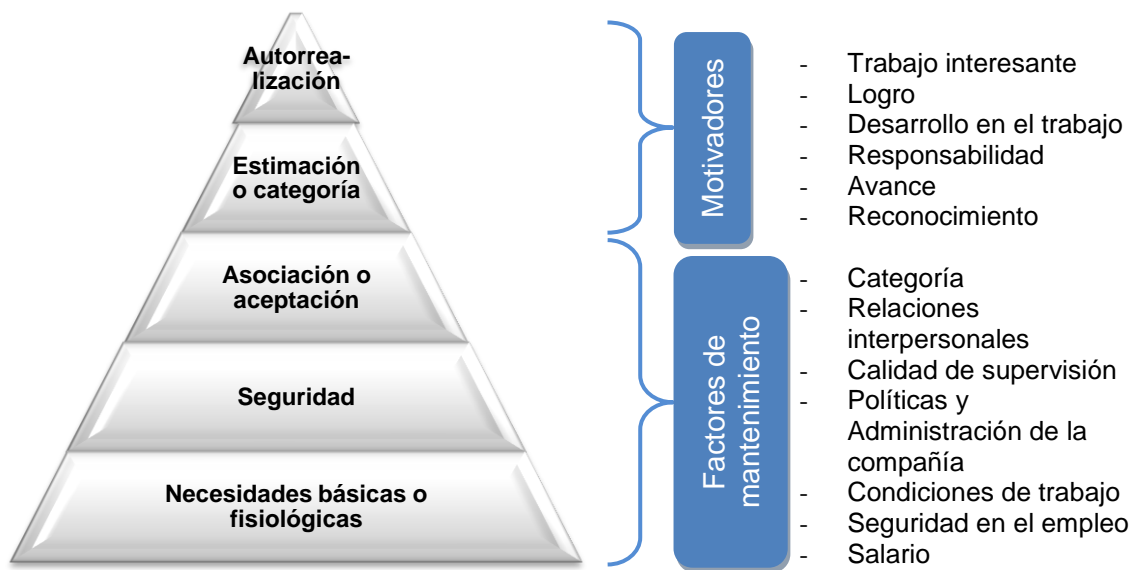 Autorrea-
lización
Estimación
o categoría
Asociación o
aceptación
Seguridad
Necesidades básicas o
fisiológicas
Motivadores
- Trabajo interesante
- Logro
- Desarrollo en el trabajo
- Responsabilidad
- Avance
- Reconocimiento
Factores de
mantenimiento
- Categoría
- Relaciones
interpersonales
- Calidad de supervisión
- Políticas y
Administración de la
compañía
- Condiciones de trabajo
- Seguridad en el empleo
- Salario